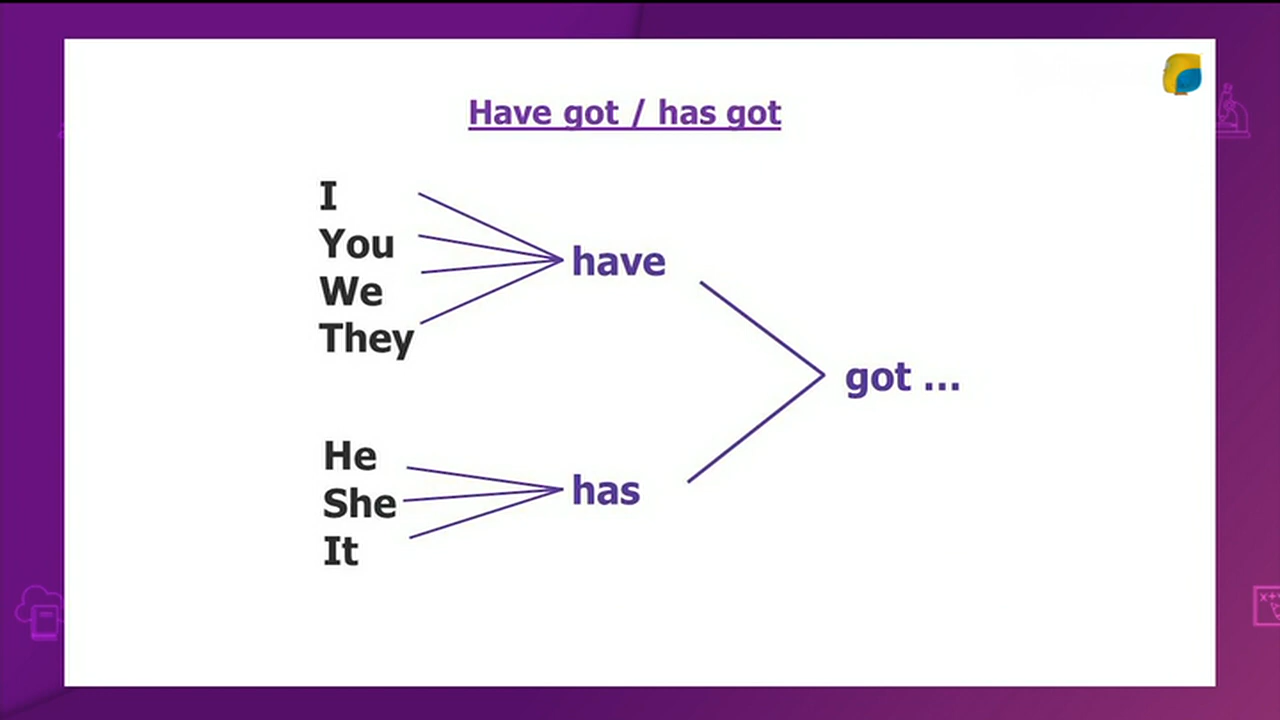 Have got / has got
I
You
We
They
have
got ...
He
She
It
has